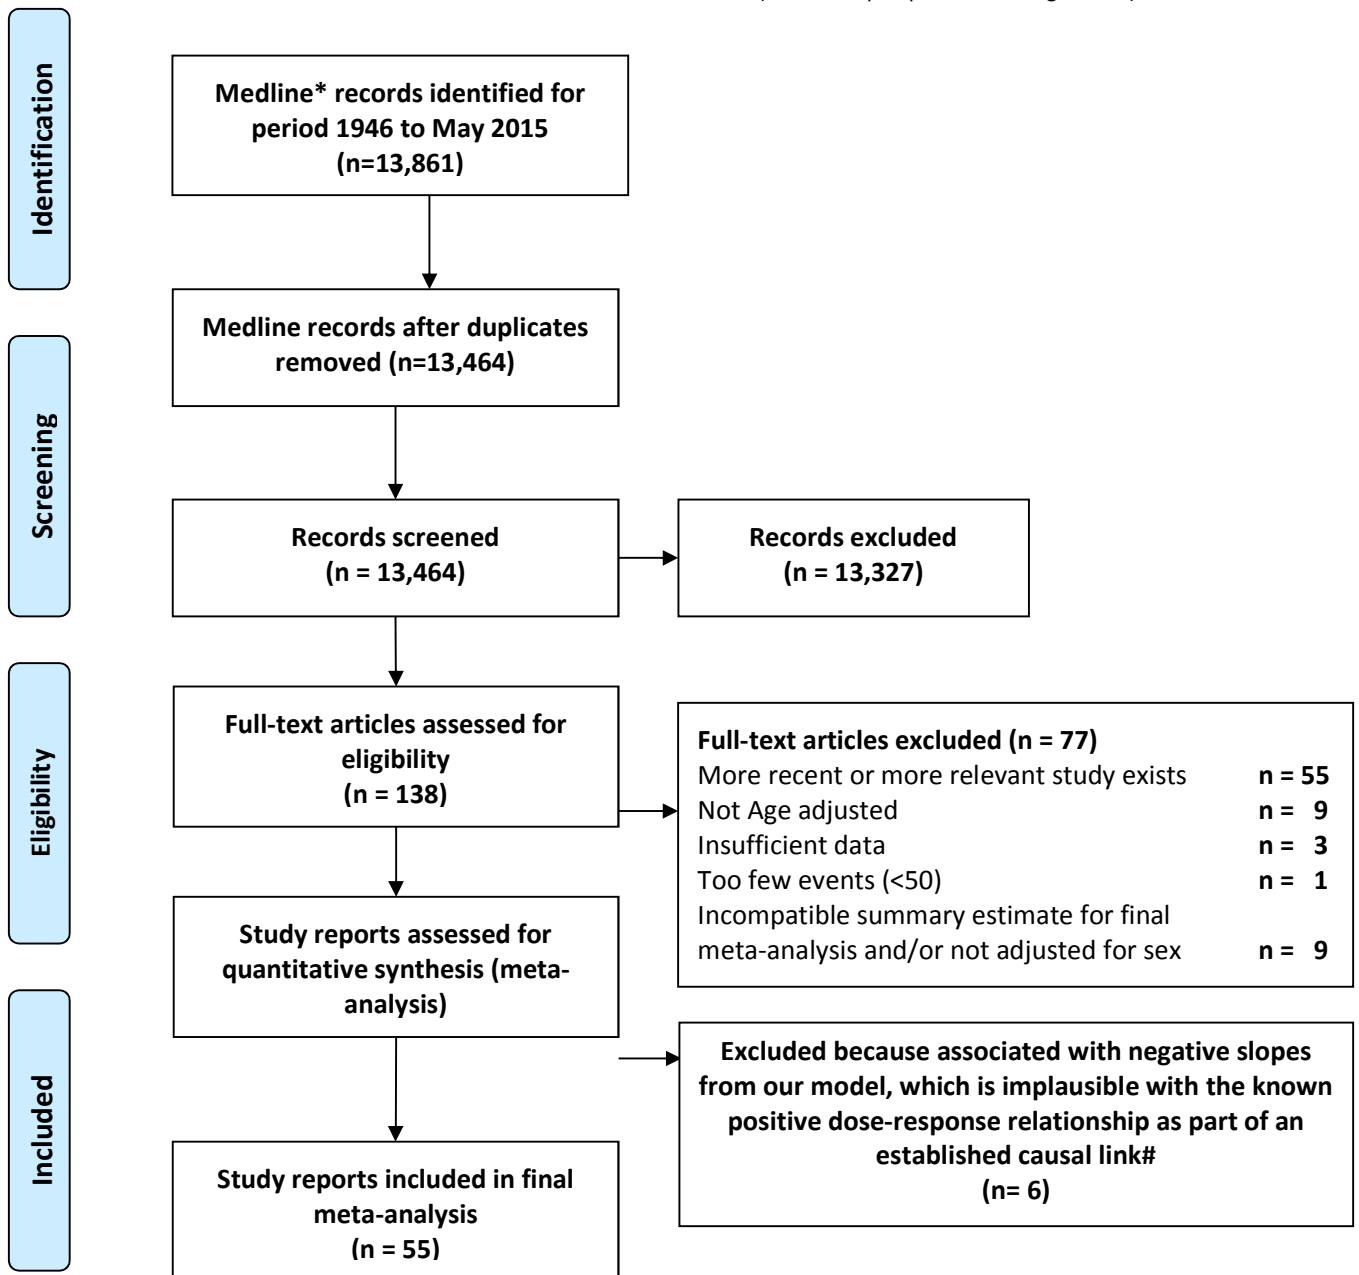 Identification
Medline* records identified for
period 1946 to May 2015
(n=13,861)
Medline records after duplicates
removed (n=13,464)
Screening
Records screened
(n = 13,464)
Records excluded
(n = 13,327)
Eligibility
Full-text articles assessed for
eligibility
(n = 138)
Full-text articles excluded (n = 77)
More recent or more relevant study exists n = 55
Not Age adjusted n = 9
Insufficient data n = 3
Too few events (<50) n = 1
Incompatible summary estimate for final
meta-analysis and/or not adjusted for sex n = 9
Study reports assessed for
quantitative synthesis (meta-
analysis)
Included
Excluded because associated with negative slopes
from our model, which is implausible with the known
positive dose-response relationship as part of an
established causal link#
(n= 6)
Study reports included in final
meta-analysis
(n = 55)